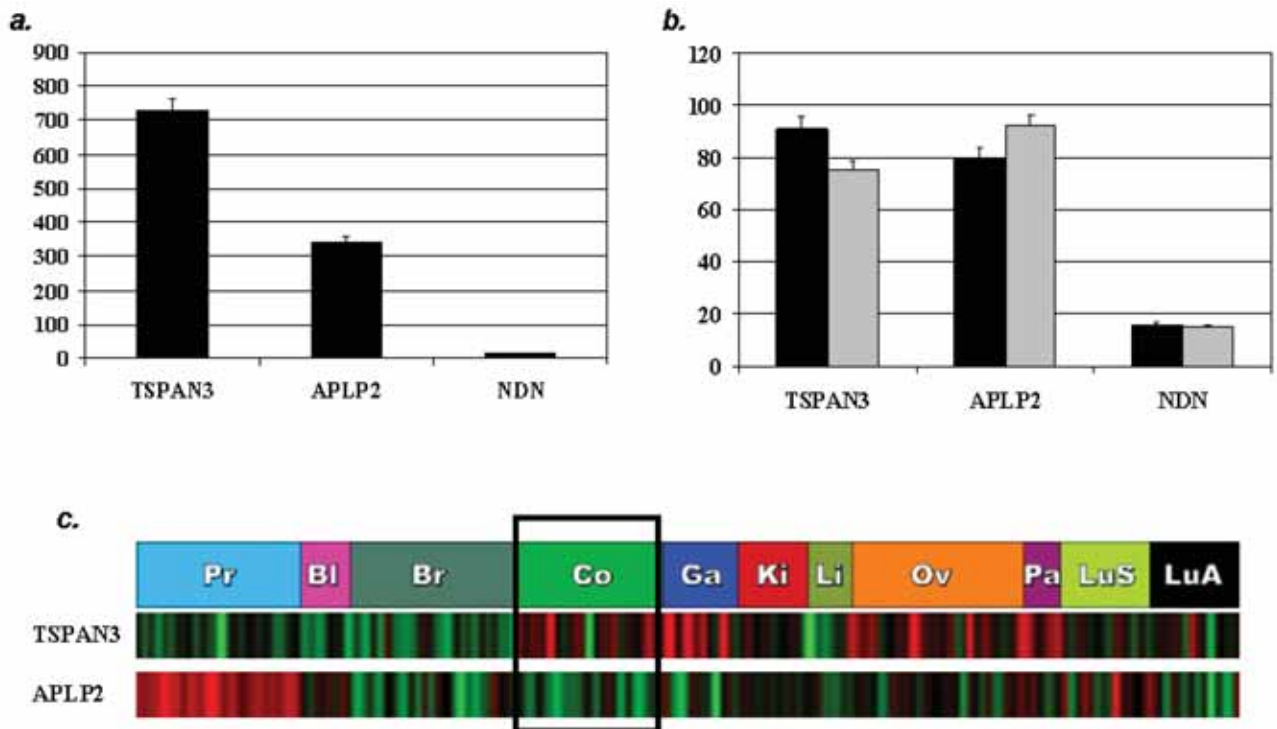 a.
900
800
700
600
500
400
300
200
100
0
TSPAN3 APLP2 NDN
b.
120
100
80
60
40
20
0
TSPAN3 APLP2 NDN
c.
Pr Bl Br Co Ga Ki Li Ov Pa LuS LuA
TSPAN3
APLP2